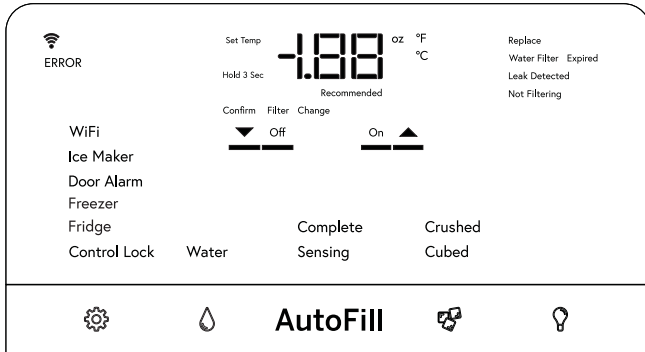 ERROR
Set Temp
Hold 3 Sec
-1.88 oz °F
°C
Recommended
Confirm Filter Change
Off On
Replace
Water Filter Expired
Leak Detected
Not Filtering
WiFi
Ice Maker
Door Alarm
Freezer
Fridge Complete Crushed
Control Lock Water Sensing Cubed
AutoFill